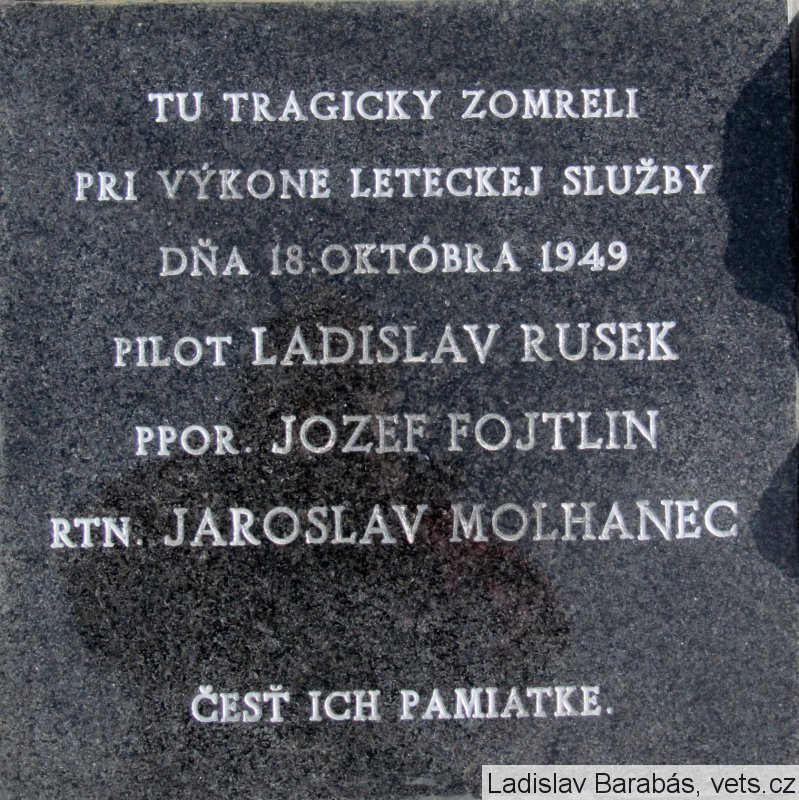 TU TRAGICKY ZOMRELI
PRI VÝKONE LETECKEJ SLUŽBY
DŇA 18. OKTÓBRA 1949
PILOT LADISLAV RUSEK
PPOR. JOZEF FOJTLIN
RTN. JAROSLAV MOLHANEC
ČESŤ ICH PAMIATKE.
Ladislav Barabás, vets.cz